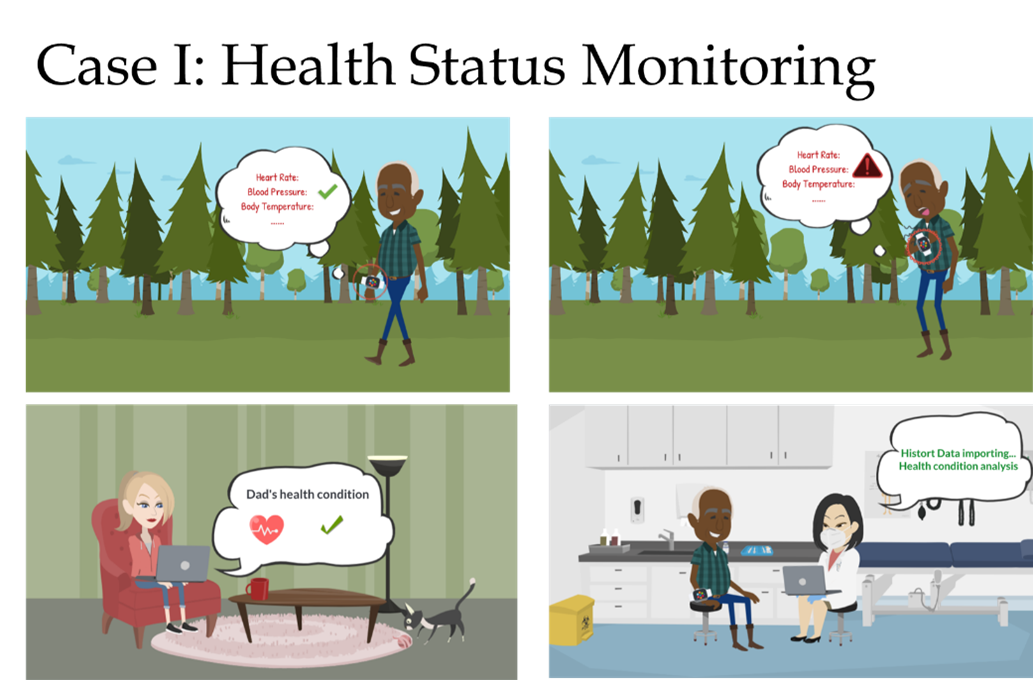 Case I: Health Status Monitoring
Heart Rate:
Blood Pressure:
Body Temperature:
......
Heart Rate:
Blood Pressure:
Body Temperature:
......
Dad's health condition
Histort Data importing...
Health condition analysis